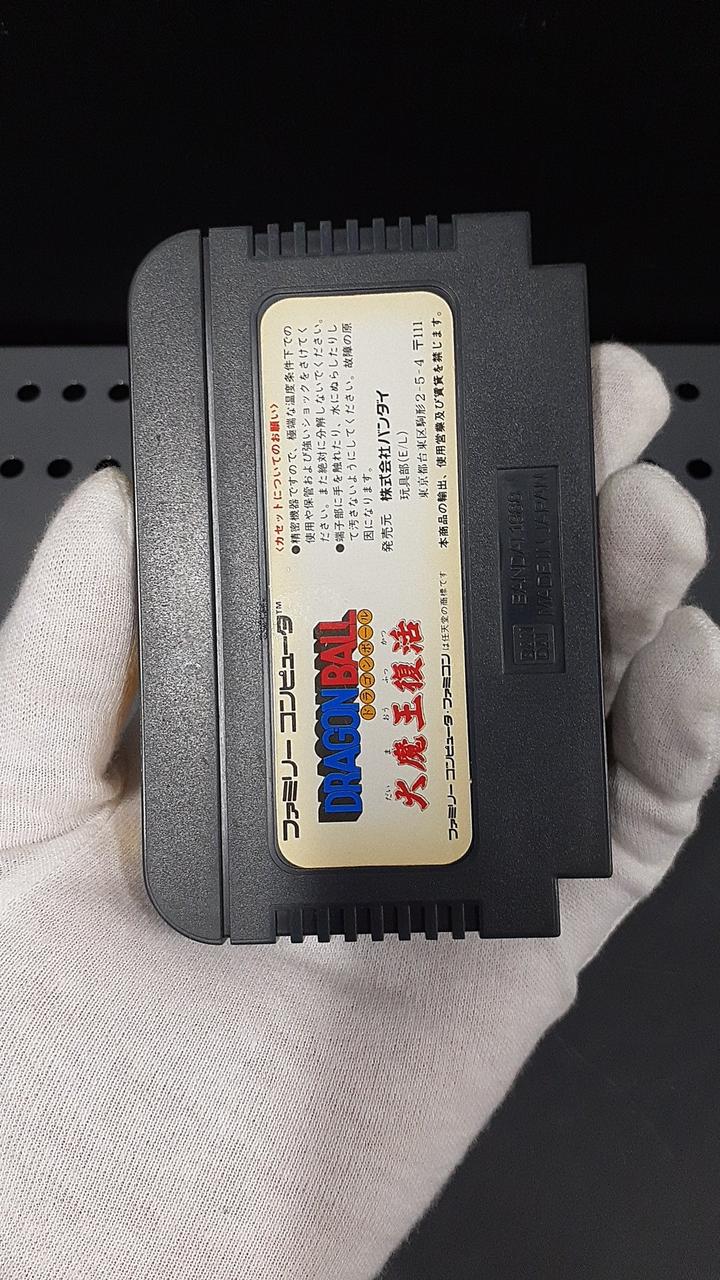 ファミリー コンピュータ™
DRAGON BALL
ドラゴンボール
だい ま おう ふっ かつ
大魔王復活
ファミリーコンピュータ・ファミコンは任天堂の商標です
〈カセットについてのお願い〉
●精密機器ですので、極端な温度条件下での
使用や保管および強いショックをさけてく
ださい。また絶対に分解しないでください。
●端子部に手を触れたり、水にぬらしたりし
て汚さないようにしてください。故障の原
因になります。
発売元 株式会社バンダイ
玩具部(E/L)
東京都台東区駒形2-5-4 〒111
本商品の輸出、使用営業及び賃貸を禁じます。
BAN
DAI
©BANDAI 1988
MADE IN JAPAN